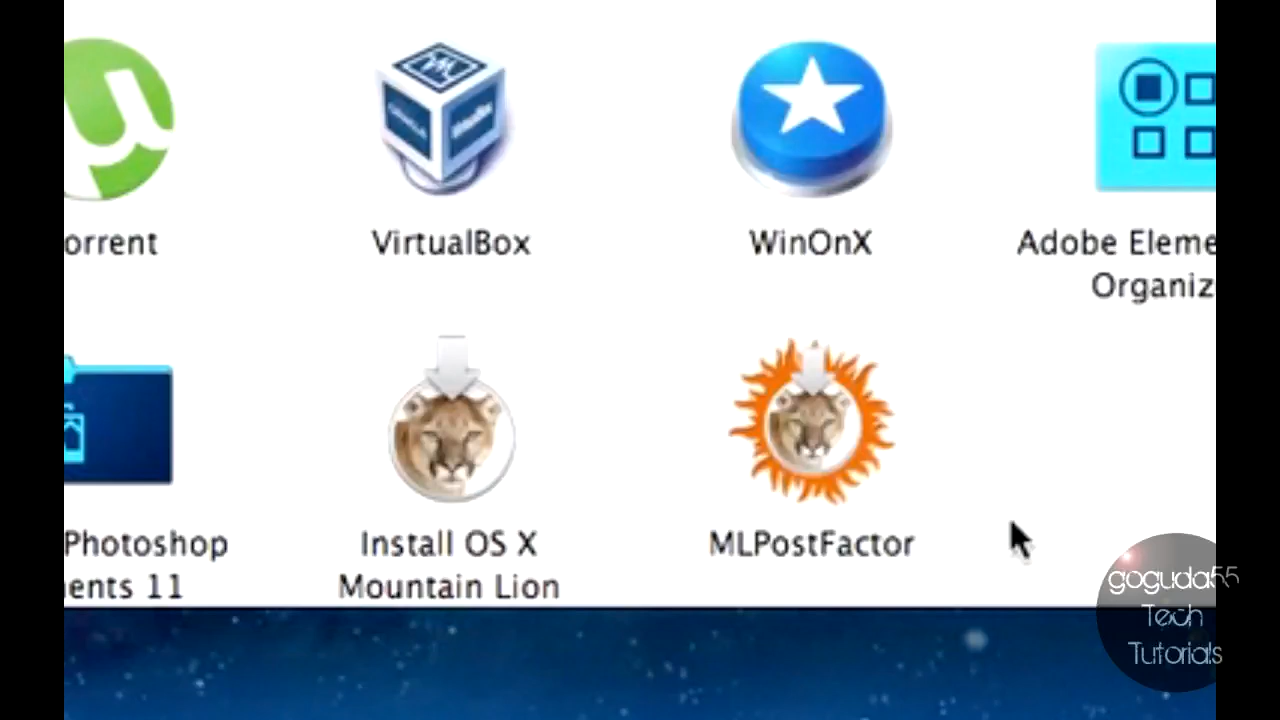 orrent
VirtualBox
WinOnX
Adobe Eleme
Organiz
Photoshop
ents 11
Install OS X
Mountain Lion
MLPostFactor
goguda55
Tech
Tutorials